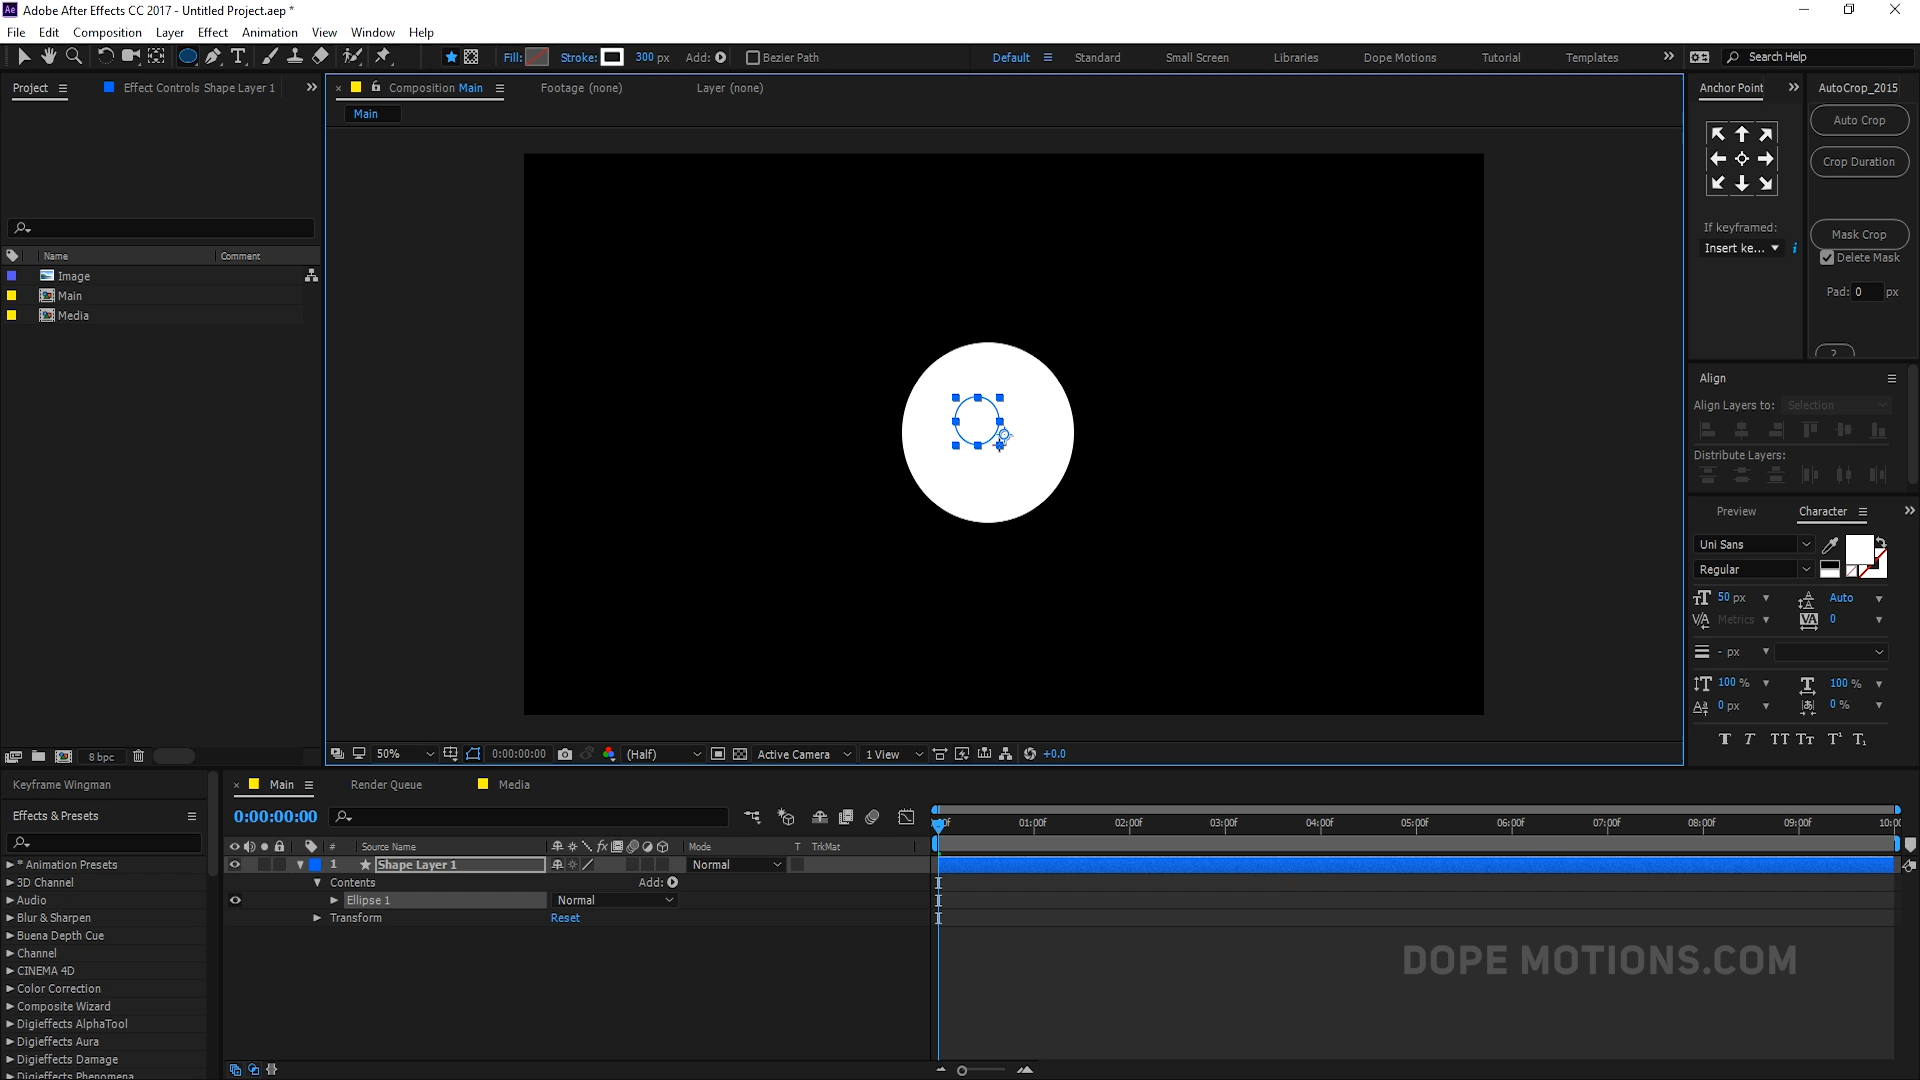 Ae Adobe After Effects CC 2017 - Untitled Project.aep *
File Edit Composition Layer Effect Animation View Window Help
Fill: Stroke: 300 px Add: Bezier Path Default Standard Small Screen Libraries Dope Motions Tutorial Templates Search Help
Project Effect Controls Shape Layer 1 Composition Main Footage (none) Layer (none) Anchor Point AutoCrop_2015
Main
Auto Crop
Crop Duration
If keyframed:
Insert ke...
Mask Crop
Delete Mask
Pad: 0 px
?
Name Comment
Image
Main
Media
Align
Align Layers to: Selection
Distribute Layers:
Preview Character
Uni Sans
Regular
50 px Auto
Metrics 0
- px
100 % 100 %
0 px 0 %
T T TT Tt T¹ T₁
8 bpc
50% 0:00:00:00 (Half) Active Camera 1 View +0.0
Keyframe Wingman
Effects & Presets
* Animation Presets
3D Channel
Audio
Blur & Sharpen
Buena Depth Cue
Channel
CINEMA 4D
Color Correction
Composite Wizard
Digieffects AlphaTool
Digieffects Aura
Digieffects Damage
Digieffects Phenomena
Main Render Queue Media
0:00:00:00
01:00f 02:00f 03:00f 04:00f 05:00f 06:00f 07:00f 08:00f 09:00f
# Source Name Mode T TrkMat
1 Shape Layer 1 Normal
Contents Add:
Ellipse 1 Normal
Transform Reset
DOPE MOTIONS.COM